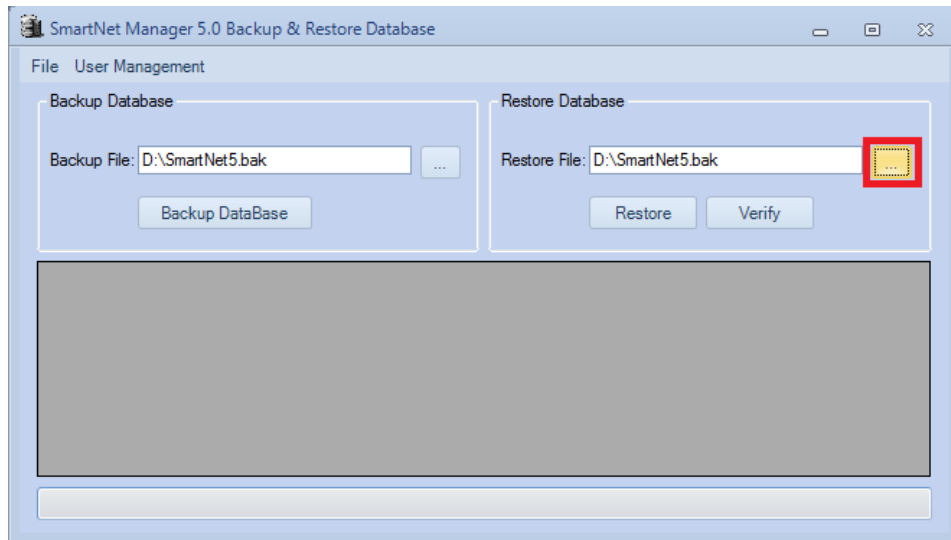 SmartNet Manager 5.0 Backup & Restore Database
File User Management
Backup Database
Backup File: D:\SmartNet5.bak ...
Backup DataBase
Restore Database
Restore File: D:\SmartNet5.bak ...
Restore Verify